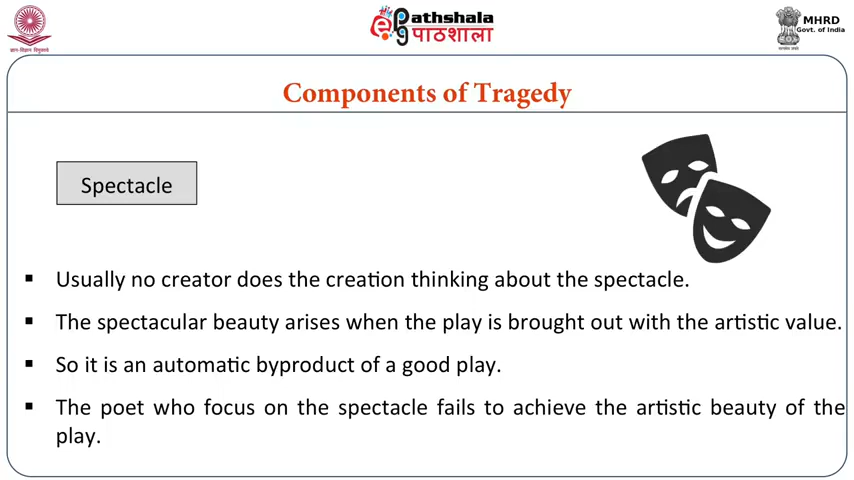 ज्ञान-विज्ञान विमुक्तये
ePathshala
पाठशाला
MHRD
Govt. of India
Components of Tragedy
Spectacle
▪ Usually no creator does the creation thinking about the spectacle.
▪ The spectacular beauty arises when the play is brought out with the artistic value.
▪ So it is an automatic byproduct of a good play.
▪ The poet who focus on the spectacle fails to achieve the artistic beauty of the
play.